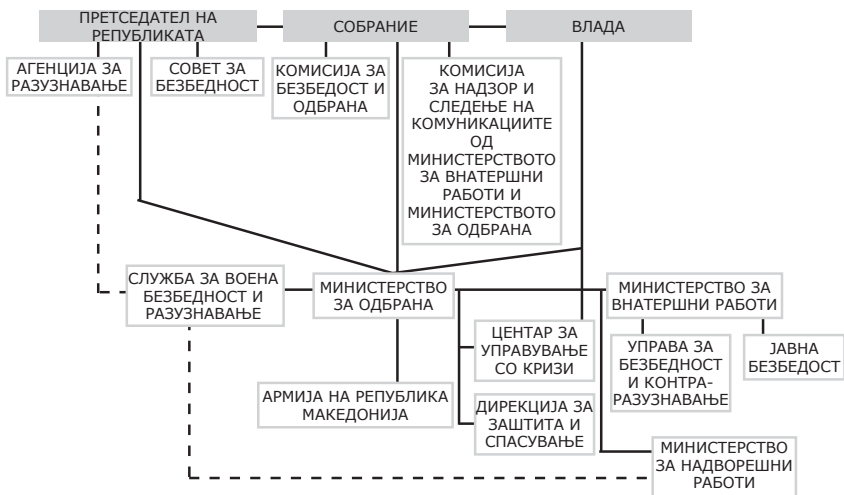 ПРЕТСЕДАТЕЛ НА
РЕПУБЛИКАТА
СОБРАНИЕ
ВЛАДА
АГЕНЦИЈА ЗА
РАЗУЗНАВАЊЕ
СОВЕТ ЗА
БЕЗБЕДНОСТ
КОМИСИЈА ЗА
БЕЗБЕДОСТ И
ОДБРАНА
КОМИСИЈА
ЗА НАДЗОР И
СЛЕДЕЊЕ НА
КОМУНИКАЦИИТЕ
ОД
МИНИСТЕРСТВОТО
ЗА ВНАТЕРШНИ
РАБОТИ И
МИНИСТЕРСТВОТО
ЗА ОДБРАНА
СЛУЖБА ЗА ВОЕНА
БЕЗБЕДНОСТ И
РАЗУЗНАВАЊЕ
МИНИСТЕРСТВО
ЗА ОДБРАНА
МИНИСТЕРСТВО ЗА
ВНАТЕРШНИ РАБОТИ
ЦЕНТАР ЗА
УПРАВУВАЊЕ
СО КРИЗИ
УПРАВА ЗА
БЕЗБЕДНОСТ
И КОНТРА-
РАЗУЗНАВАЊЕ
ЈАВНА
БЕЗБЕДОСТ
АРМИЈА НА РЕПУБЛИКА
МАКЕДОНИЈА
ДИРЕКЦИЈА ЗА
ЗАШТИТА И
СПАСУВАЊЕ
МИНИСТЕРСТВО
ЗА НАДВОРЕШНИ
РАБОТИ